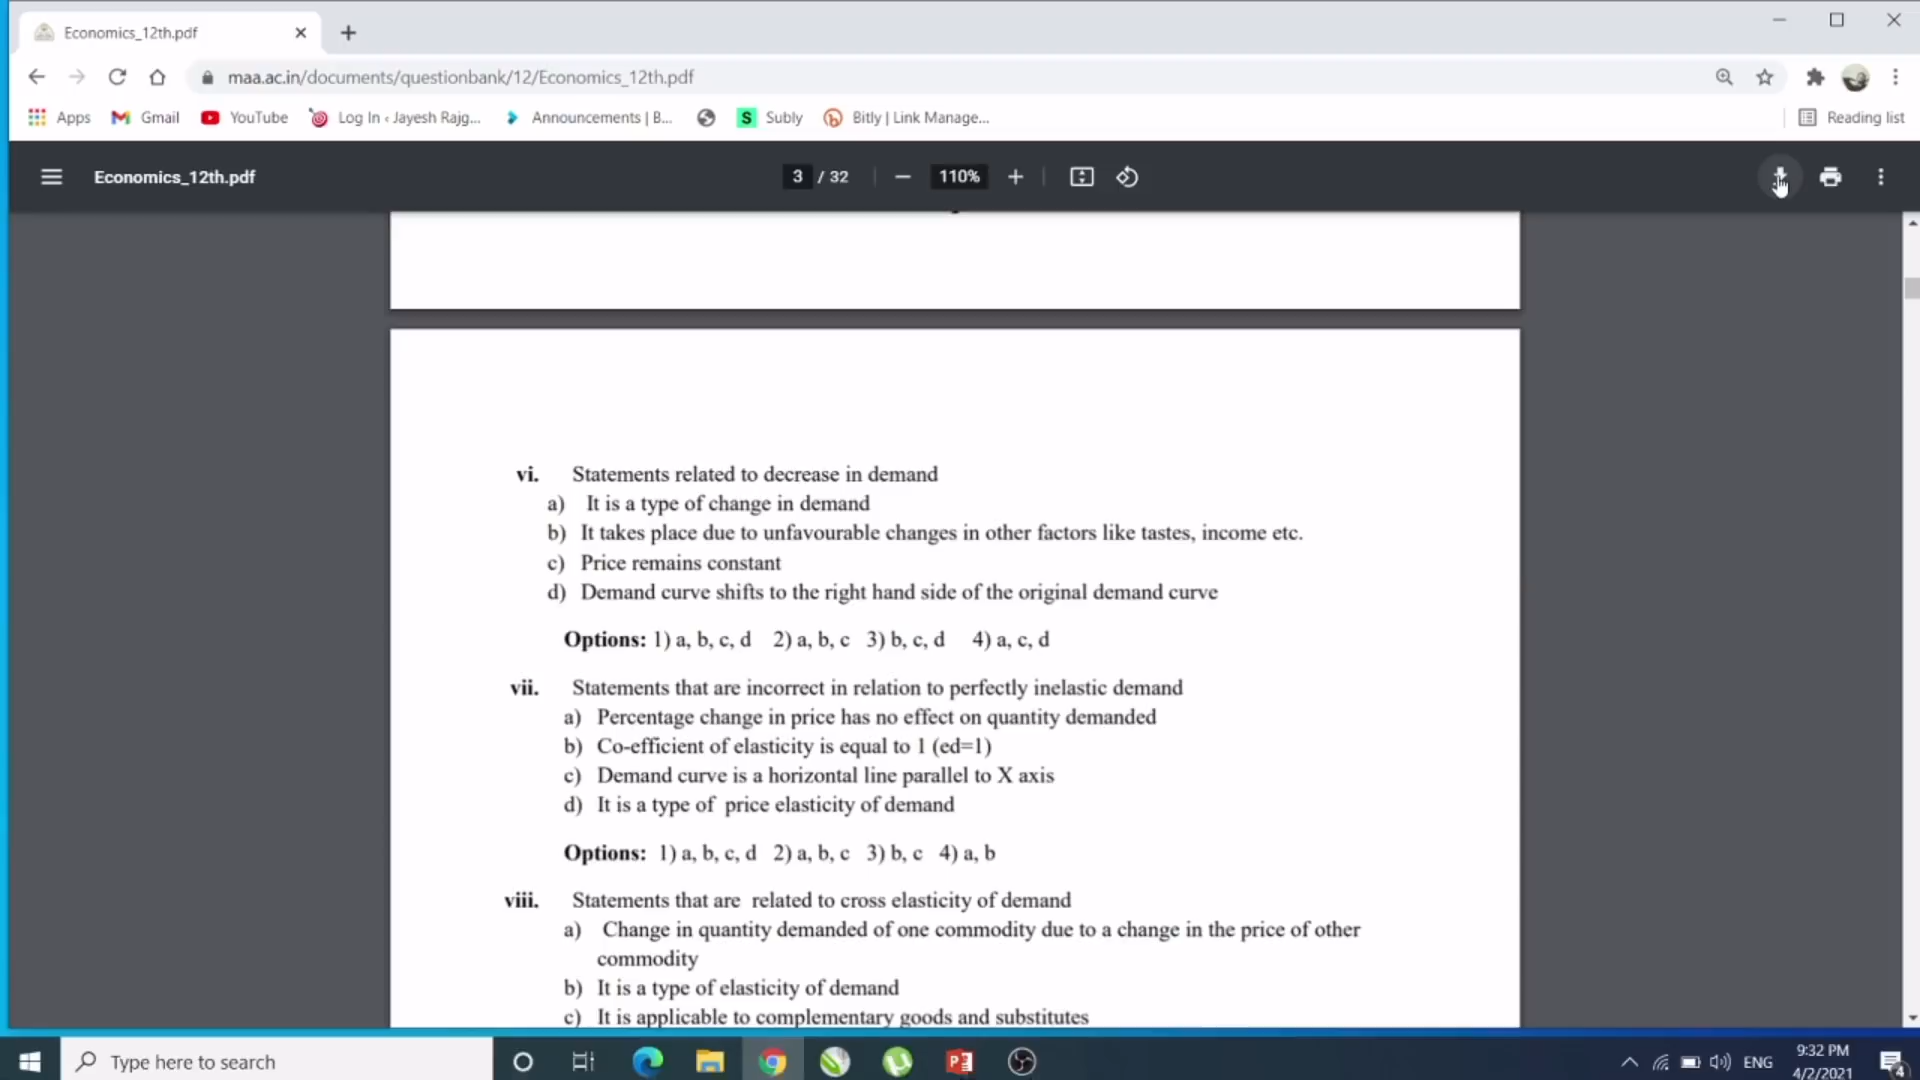 Economics_12th.pdf
maa.ac.in/documents/questionbank/12/Economics_12th.pdf
Apps Gmail YouTube Log In ‹ Jayesh Rajg... Announcements | B... Subly Bitly | Link Manage... Reading list
Economics_12th.pdf 3 / 32 110%
vi. Statements related to decrease in demand
a) It is a type of change in demand
b) It takes place due to unfavourable changes in other factors like tastes, income etc.
c) Price remains constant
d) Demand curve shifts to the right hand side of the original demand curve
Options: 1) a, b, c, d 2) a, b, c 3) b, c, d 4) a, c, d
vii. Statements that are incorrect in relation to perfectly inelastic demand
a) Percentage change in price has no effect on quantity demanded
b) Co-efficient of elasticity is equal to 1 (ed=1)
c) Demand curve is a horizontal line parallel to X axis
d) It is a type of price elasticity of demand
Options: 1) a, b, c, d 2) a, b, c 3) b, c 4) a, b
viii. Statements that are related to cross elasticity of demand
a) Change in quantity demanded of one commodity due to a change in the price of other
commodity
b) It is a type of elasticity of demand
c) It is applicable to complementary goods and substitutes
Type here to search
ENG
9:32 PM
4/2/2021
4